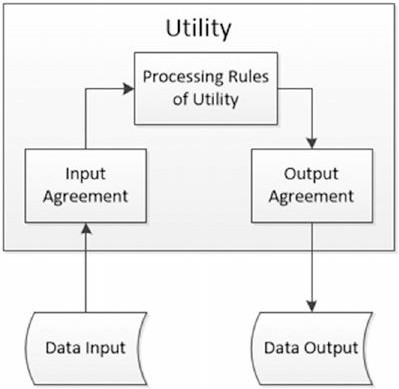 Utility
Processing Rules
of Utility
Input
Agreement
Output
Agreement
Data Input
Data Output